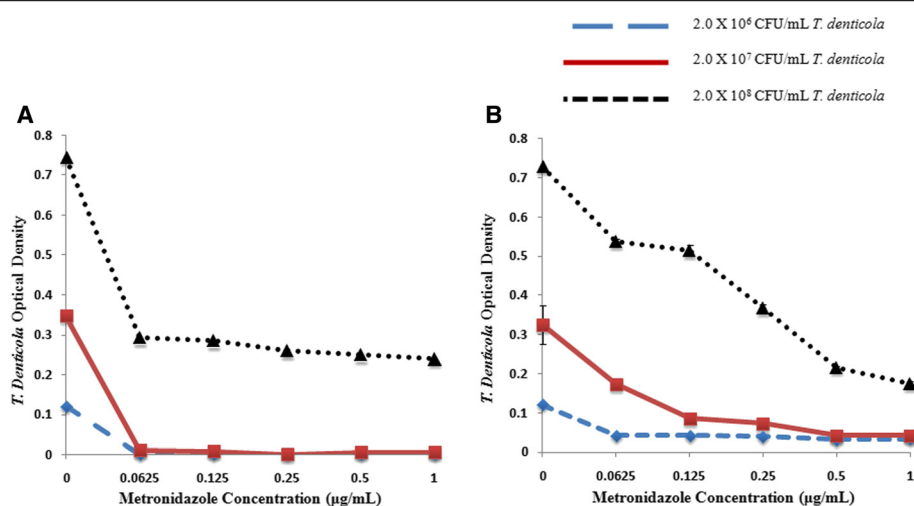 2.0 X 10⁶ CFU/mL T. denticola
2.0 X 10⁷ CFU/mL T. denticola
2.0 X 10⁸ CFU/mL T. denticola
A
0.8
0.7
0.6
0.5
0.4
0.3
0.2
0.1
0
T. Denticola Optical Density
0 0.0625 0.125 0.25 0.5 1
Metronidazole Concentration (µg/mL)
B
0.8
0.7
0.6
0.5
0.4
0.3
0.2
0.1
0
T. Denticola Optical Density
0 0.0625 0.125 0.25 0.5 1
Metronidazole Concentration (µg/mL)